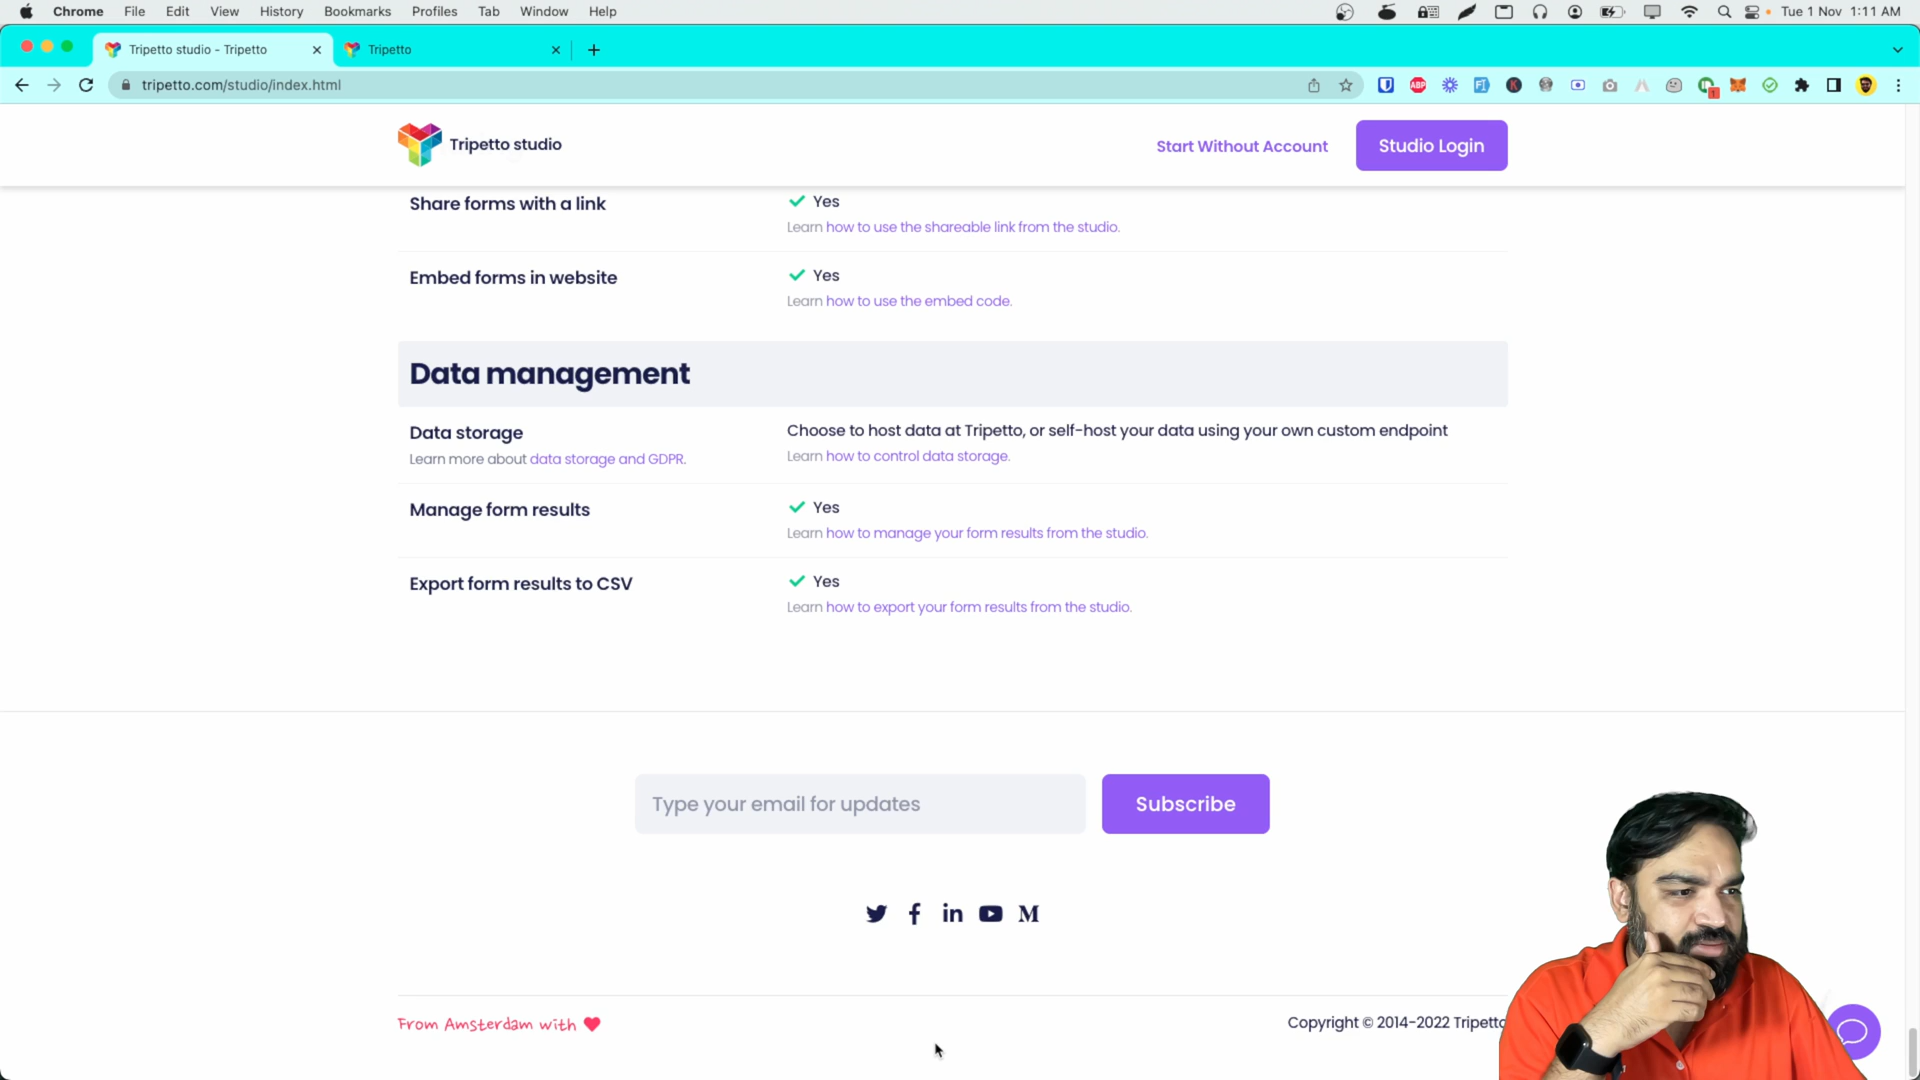 Chrome File Edit View History Bookmarks Profiles Tab Window Help Tue 1 Nov 1:11 AM
Tripetto studio - Tripetto Tripetto
tripetto.com/studio/index.html
Tripetto studio Start Without Account Studio Login
Share forms with a link Yes
Learn how to use the shareable link from the studio.
Embed forms in website Yes
Learn how to use the embed code.
Data management
Data storage Choose to host data at Tripetto, or self-host your data using your own custom endpoint
Learn more about data storage and GDPR. Learn how to control data storage.
Manage form results Yes
Learn how to manage your form results from the studio.
Export form results to CSV Yes
Learn how to export your form results from the studio.
Type your email for updates Subscribe
From Amsterdam with Copyright © 2014-2022 Tripetto